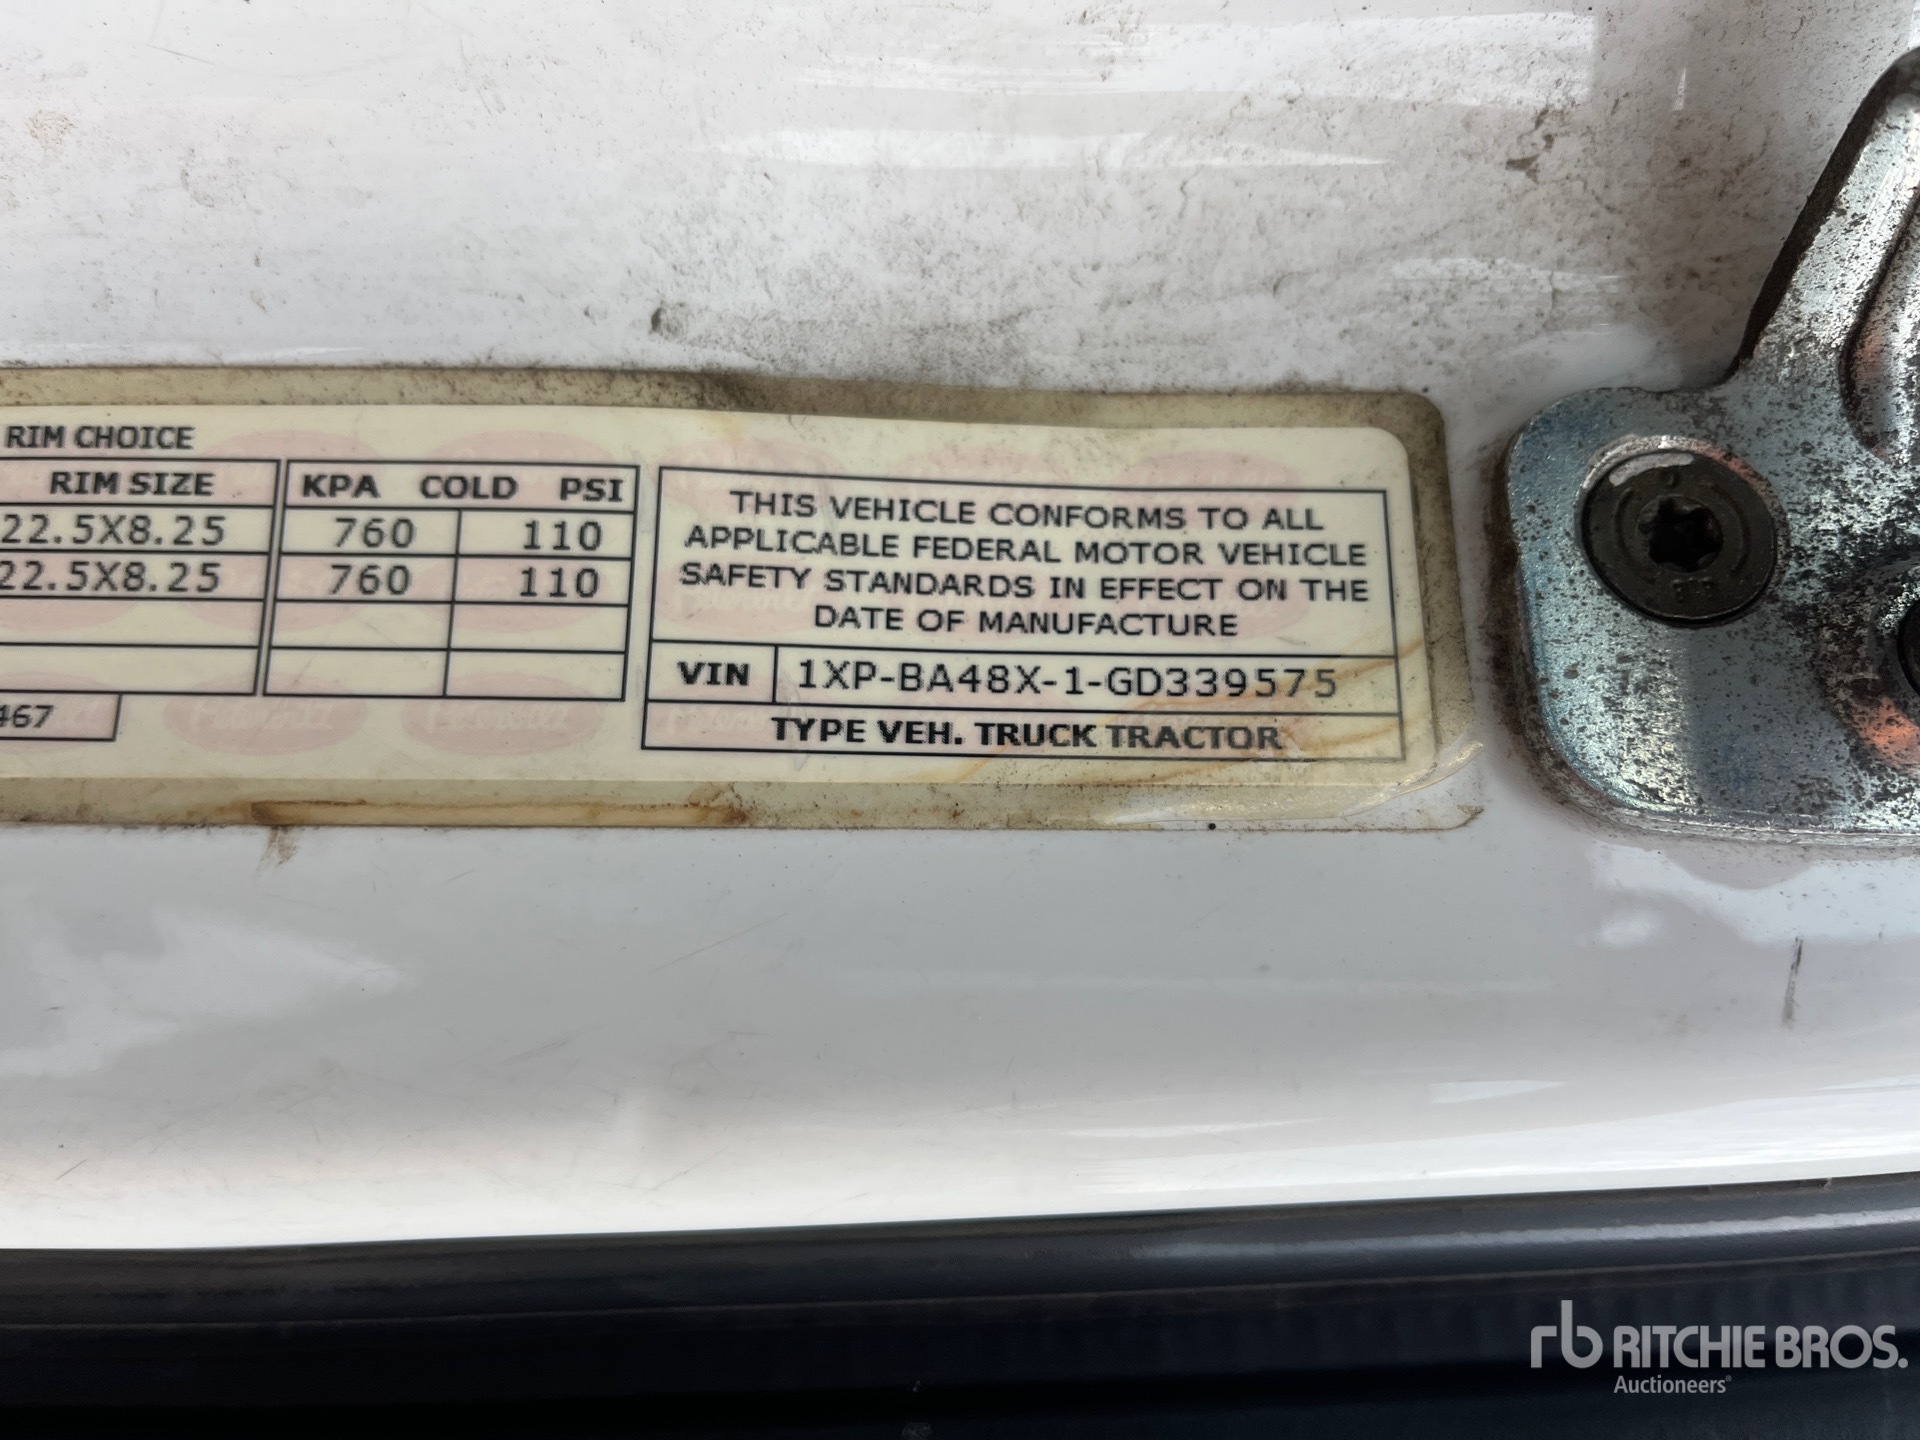 RIM CHOICE
RIM SIZE
KPA COLD PSI
22.5X8.25 760 110
22.5X8.25 760 110
467
THIS VEHICLE CONFORMS TO ALL
APPLICABLE FEDERAL MOTOR VEHICLE
SAFETY STANDARDS IN EFFECT ON THE
DATE OF MANUFACTURE
VIN 1XP-BA48X-1-GD339575
TYPE VEH. TRUCK TRACTOR
rb RITCHIE BROS.
Auctioneers